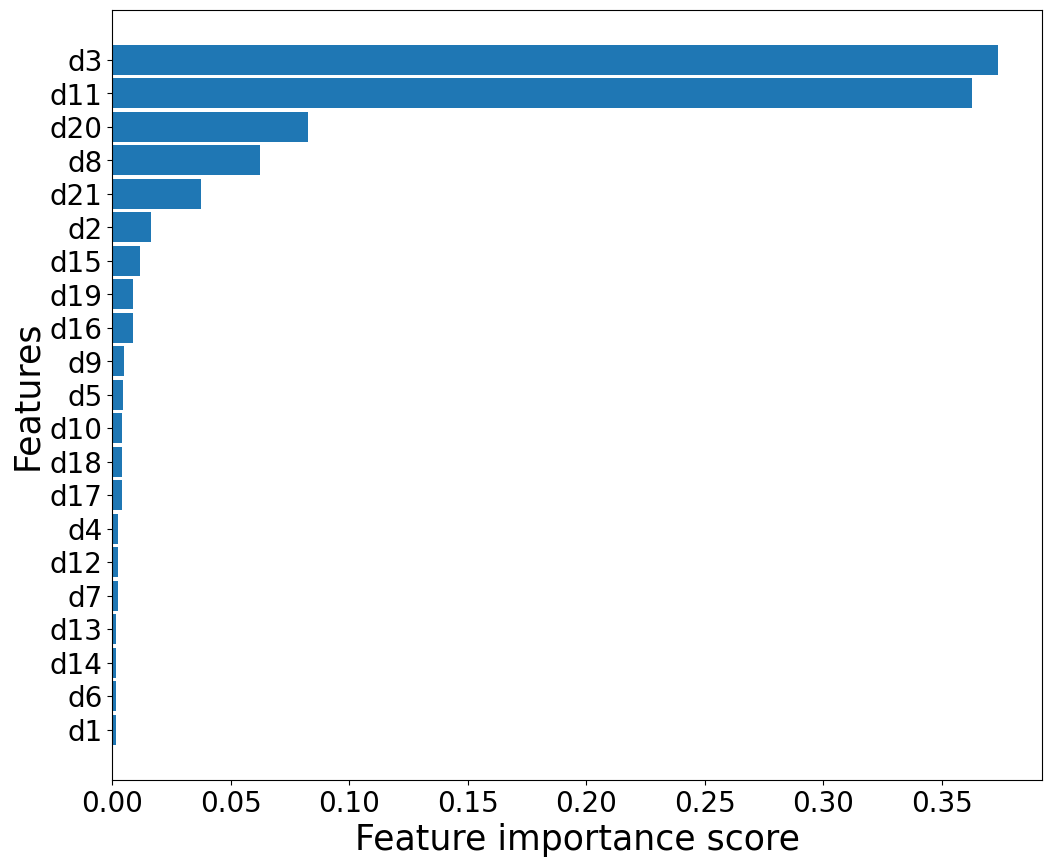 d3
d11
d20
d8
d21
d2
d15
d19
d16
d9
d5
d10
d18
d17
d4
d12
d7
d13
d14
d6
d1
Features
0.00 0.05 0.10 0.15 0.20 0.25 0.30 0.35
Feature importance score